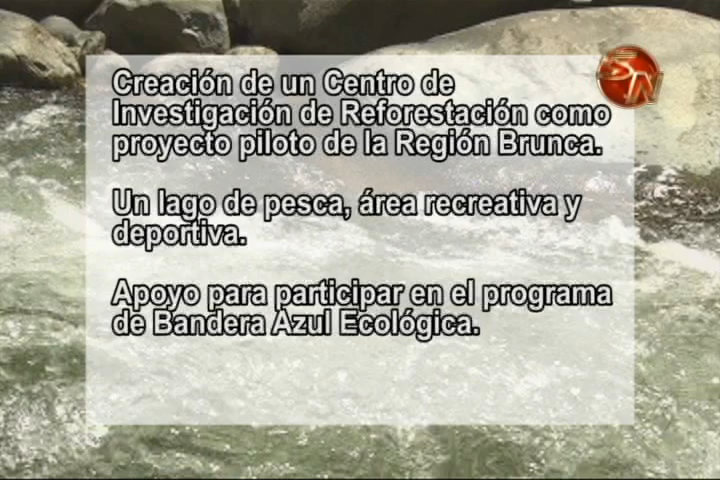 Creación de un Centro de
Investigación de Reforestación como
proyecto piloto de la Región Brunca.
Un lago de pesca, área recreativa y
deportiva.
Apoyo para participar en el programa
de Bandera Azul Ecológica.